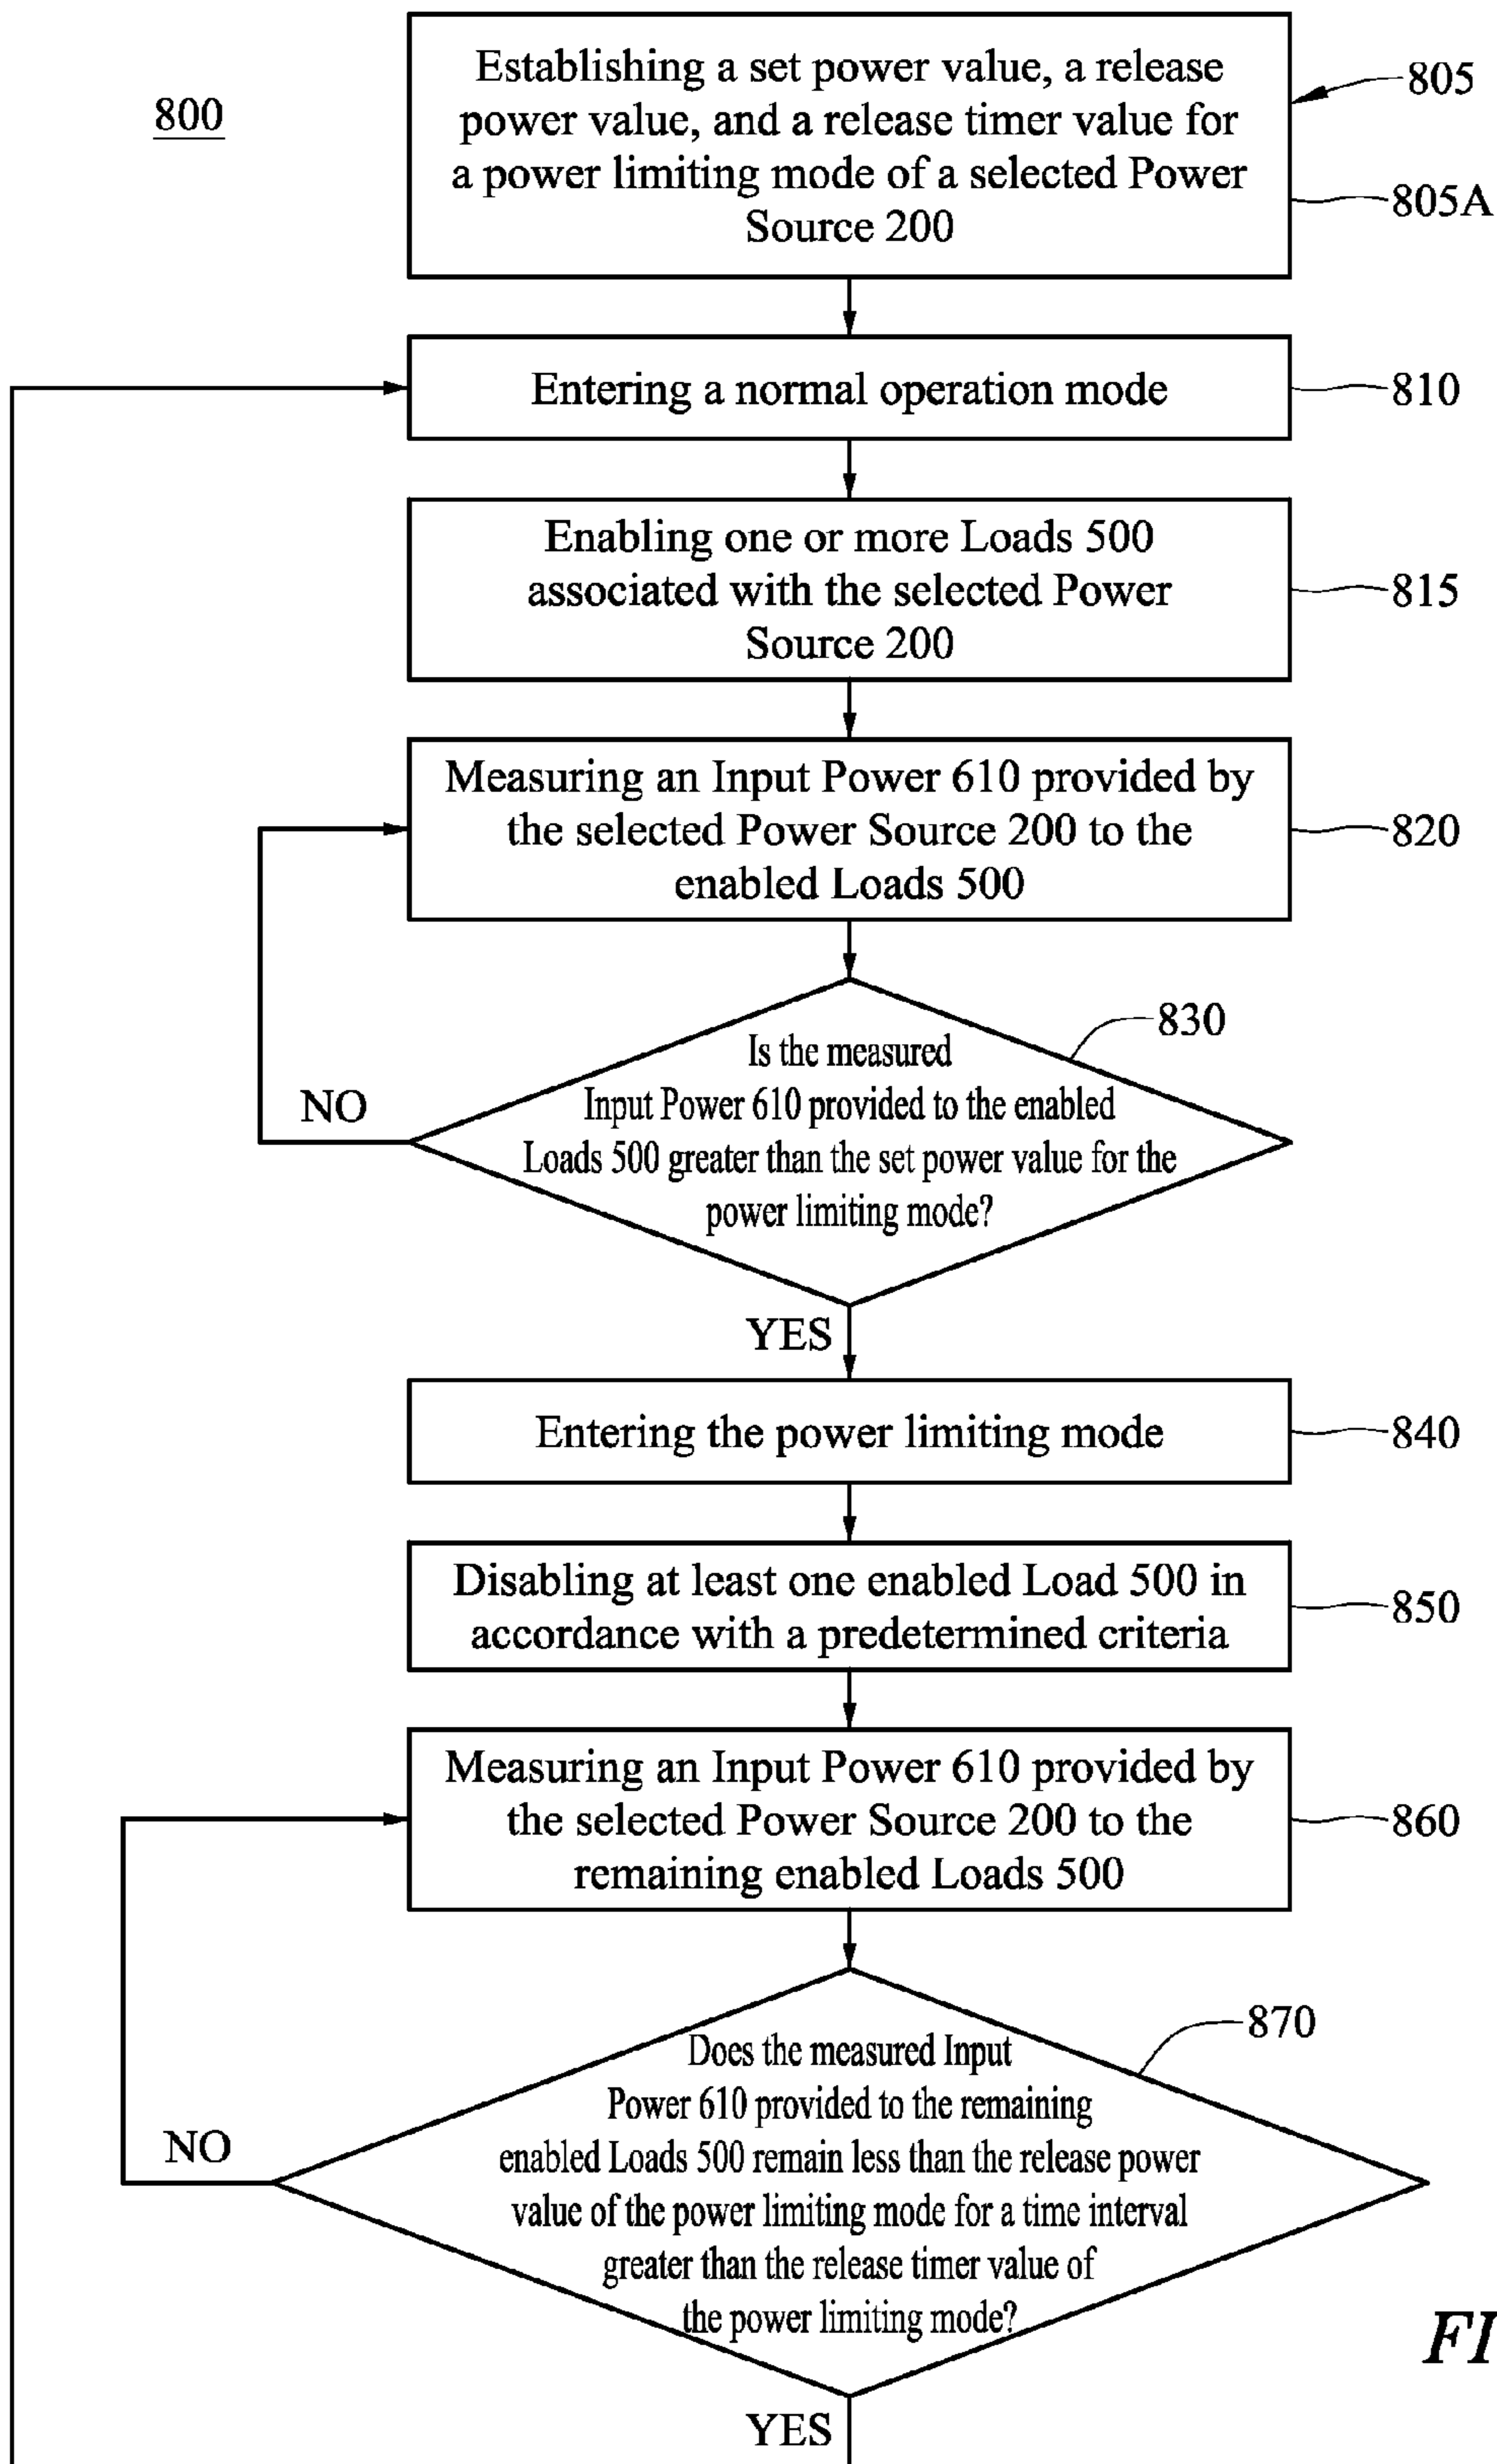 800
Establishing a set power value, a release
power value, and a release timer value for
a power limiting mode of a selected Power
Source 200
805
805A
Entering a normal operation mode
810
Enabling one or more Loads 500
associated with the selected Power
Source 200
815
Measuring an Input Power 610 provided by
the selected Power Source 200 to the
enabled Loads 500
820
Is the measured
Input Power 610 provided to the enabled
Loads 500 greater than the set power value for the
power limiting mode?
830
NO
YES
Entering the power limiting mode
840
Disabling at least one enabled Load 500 in
accordance with a predetermined criteria
850
Measuring an Input Power 610 provided by
the selected Power Source 200 to the
remaining enabled Loads 500
860
Does the measured Input
Power 610 provided to the remaining
enabled Loads 500 remain less than the release power
value of the power limiting mode for a time interval
greater than the release timer value of
the power limiting mode?
870
NO
YES